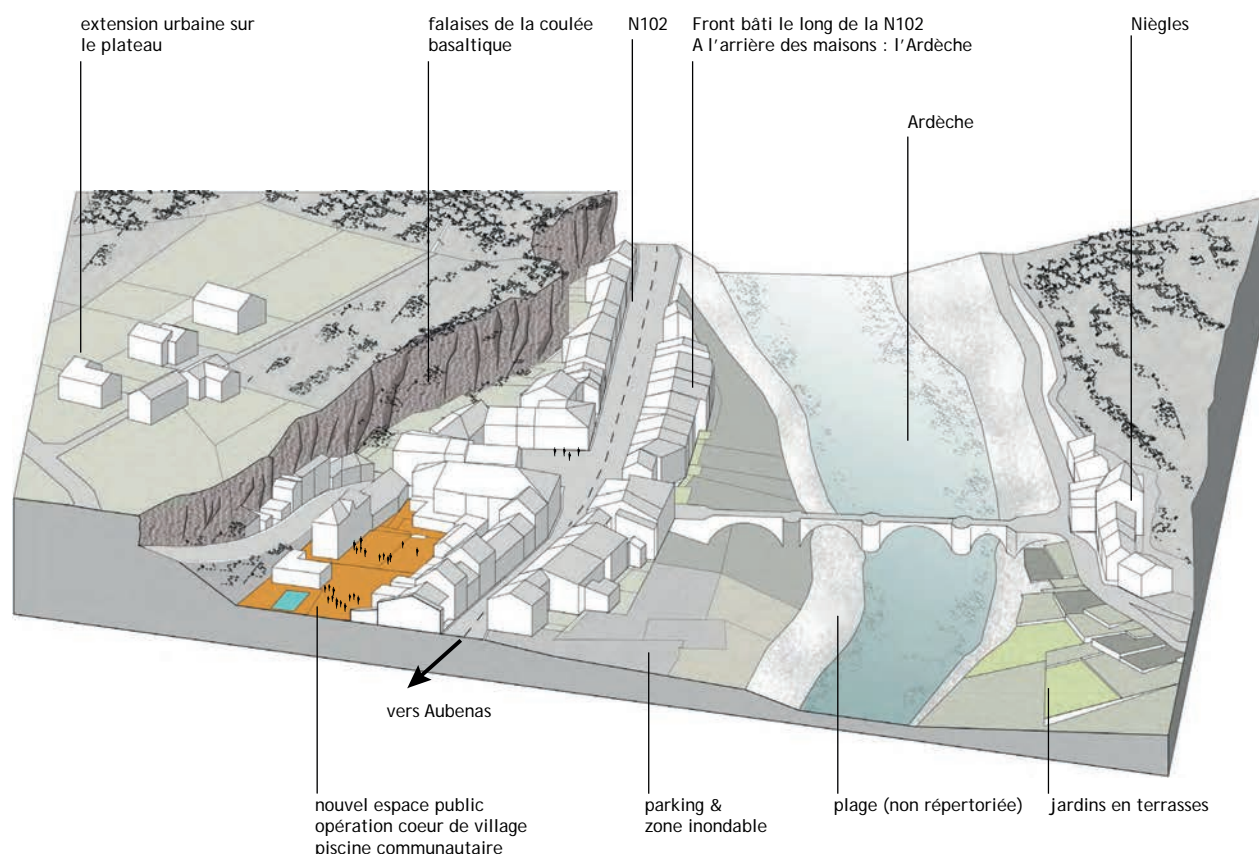 extension urbaine sur
le plateau
falaises de la coulée
basaltique
N102
Front bâti le long de la N102
A l'arrière des maisons : l'Ardèche
Niègles
Ardèche
vers Aubenas
nouvel espace public
opération coeur de village
piscine communautaire
parking &
zone inondable
plage (non répertoriée)
jardins en terrasses